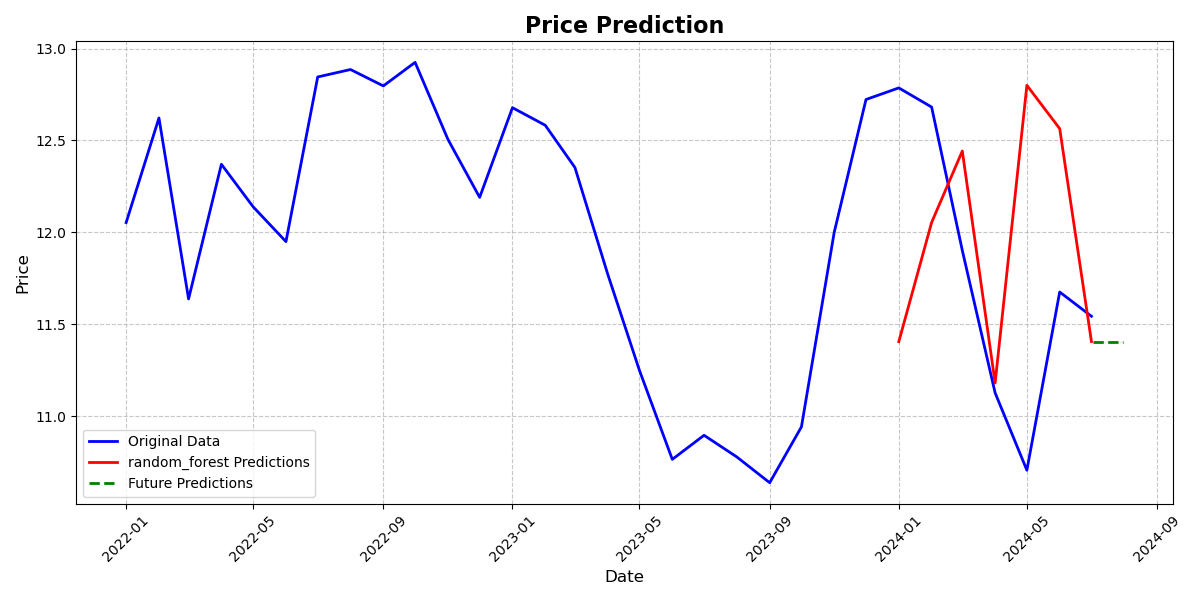 Price Prediction
13.0
12.5
12.0
11.5
11.0
Price
Original Data
random_forest Predictions
Future Predictions
2022-01
2022-05
2022-09
2023-01
2023-05
2023-09
2024-01
2024-05
2024-09
Date